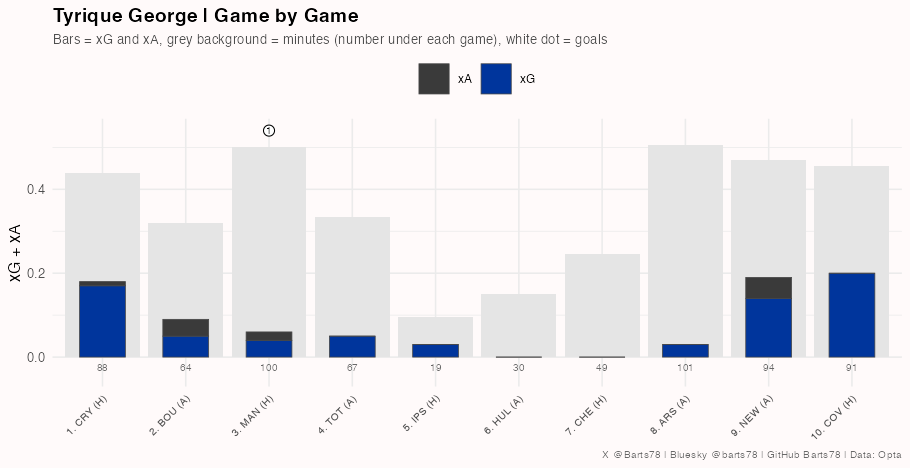 Tyrique George | Game by Game
Bars = xG and xA, grey background = minutes (number under each game), white dot = goals
xA xG
1
0.4
0.2
0.0
xG + xA
88 64 100 67 19 30 49 101 94 91
1. CRY (H) 2. BOU (A) 3. MAN (H) 4. TOT (A) 5. IPS (H) 6. HUL (A) 7. CHE (H) 8. ARS (A) 9. NEW (A) 10. COV (H)
X @Barts78 | Bluesky @barts78 | GitHub Barts78 | Data: Opta